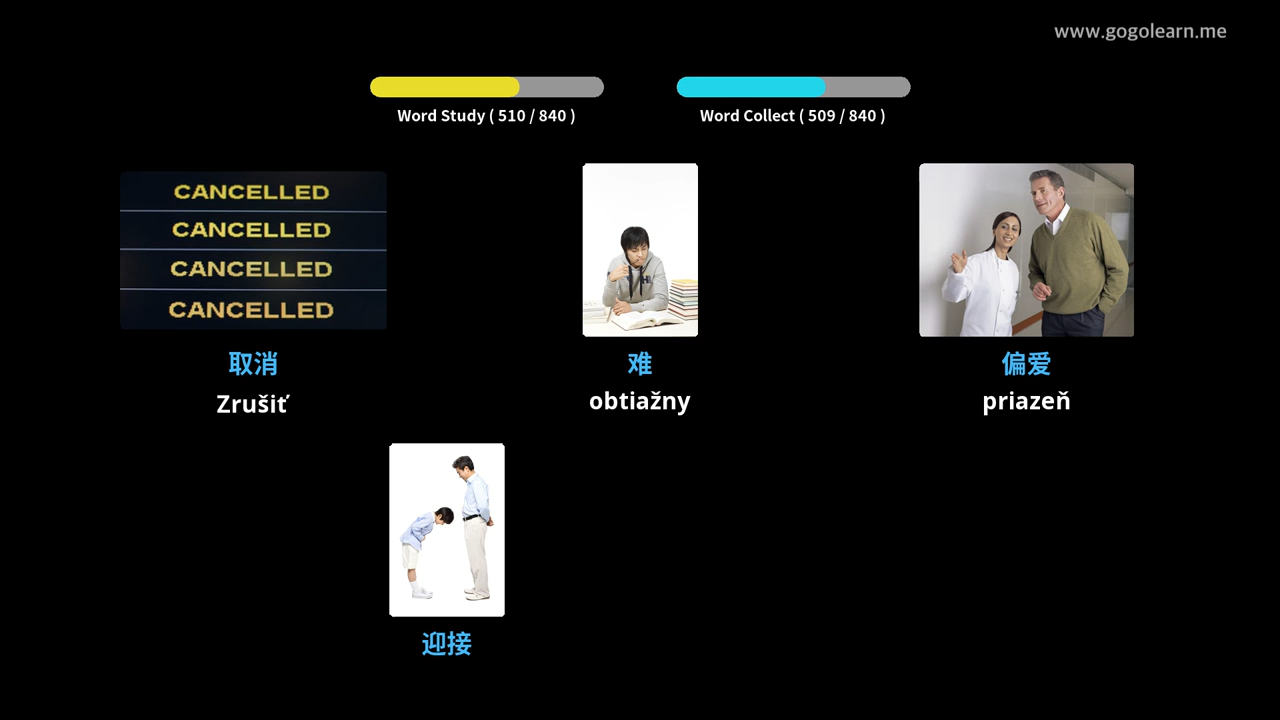 www.gogolearn.me
Word Study ( 510 / 840 )
Word Collect ( 509 / 840 )
CANCELLED
CANCELLED
CANCELLED
CANCELLED
取消
Zrušiť
难
obtiažny
偏爱
priazeň
迎接